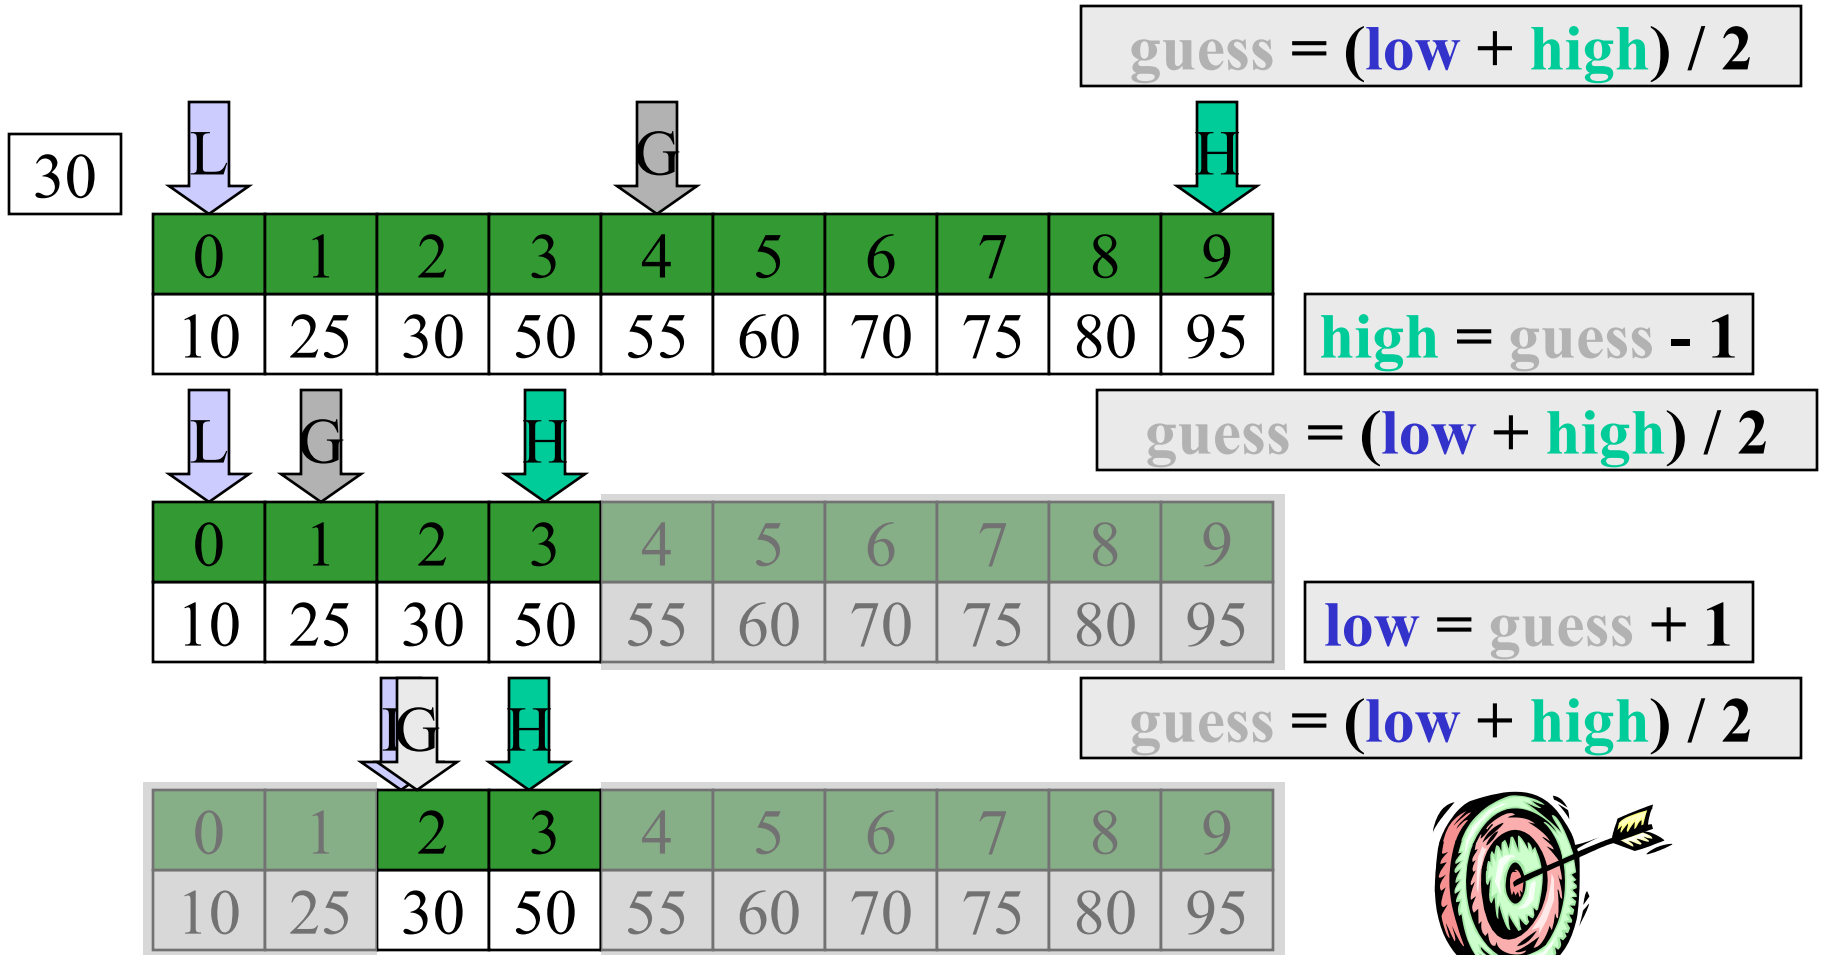 guess = (low + high) / 2
L G H
30
0 1 2 3 4 5 6 7 8 9
10 25 30 50 55 60 70 75 80 95
high = guess - 1
guess = (low + high) / 2
L G H
0 1 2 3 4 5 6 7 8 9
10 25 30 50 55 60 70 75 80 95
low = guess + 1
guess = (low + high) / 2
G H
0 1 2 3 4 5 6 7 8 9
10 25 30 50 55 60 70 75 80 95